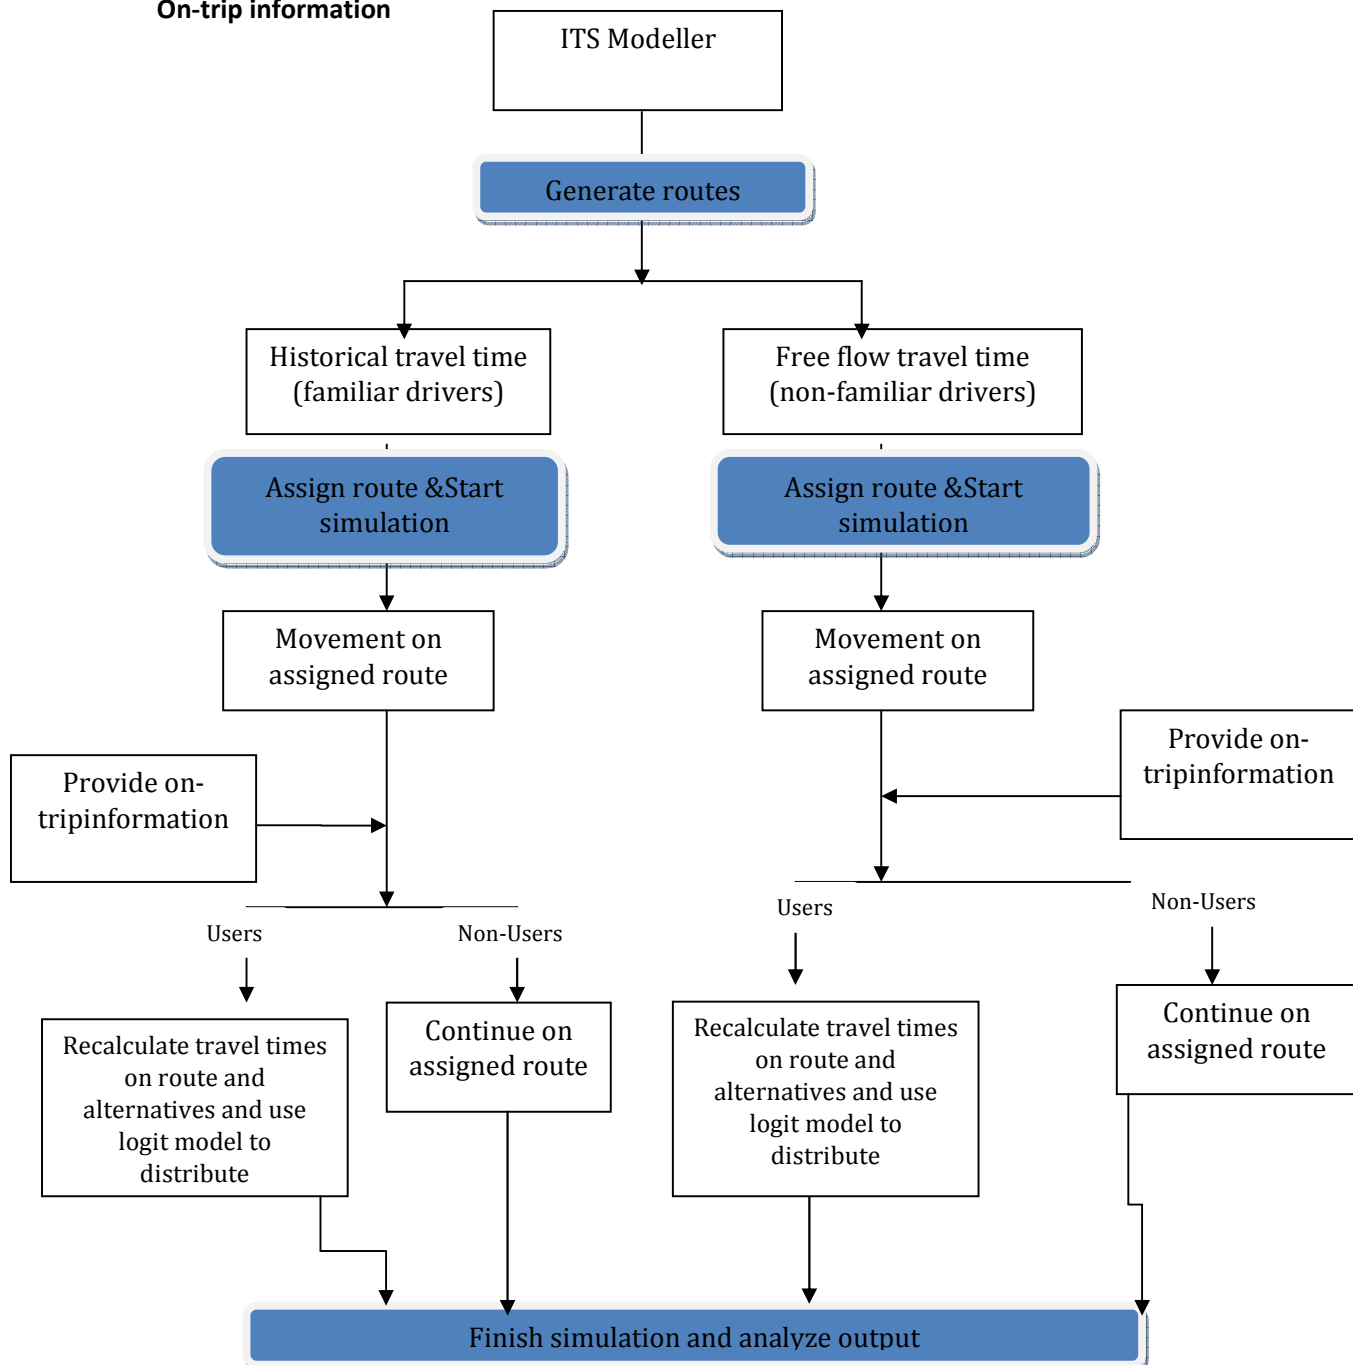 On-trip information
ITS Modeller
Generate routes
Historical travel time
(familiar drivers)
Free flow travel time
(non-familiar drivers)
Assign route &Start
simulation
Assign route &Start
simulation
Movement on
assigned route
Movement on
assigned route
Provide on-
tripinformation
Provide on-
tripinformation
Users
Non-Users
Users
Non-Users
Recalculate travel times
on route and
alternatives and use
logit model to
distribute
Continue on
assigned route
Recalculate travel times
on route and
alternatives and use
logit model to
distribute
Continue on
assigned route
Finish simulation and analyze output